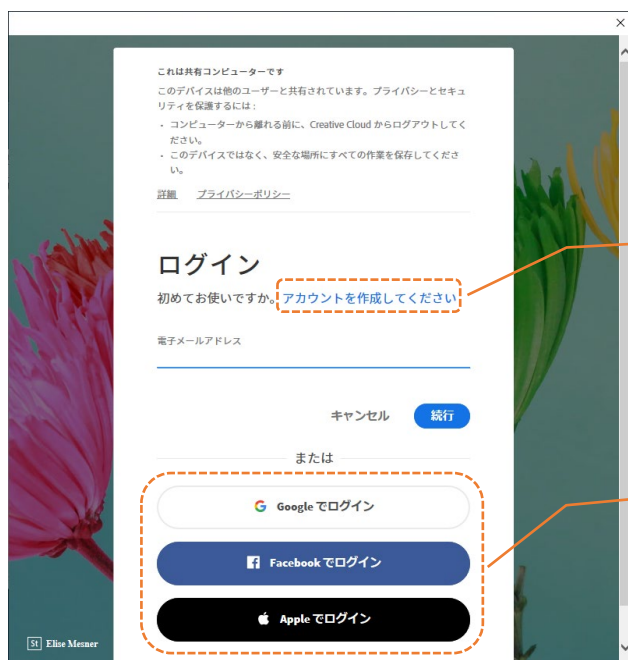 これは共有コンピューターです
このデバイスは他のユーザーと共有されています。プライバシーとセキュ
リティを保護するには :
- コンピューターから離れる前に、Creative Cloud からログアウトしてく
ださい。
- このデバイスではなく、安全な場所にすべての作業を保存してくださ
い。
詳細 プライバシーポリシー
ログイン
初めてお使いですか。アカウントを作成してください
電子メールアドレス
キャンセル 続行
または
Google でログイン
Facebook でログイン
Apple でログイン
St Elise Mesner